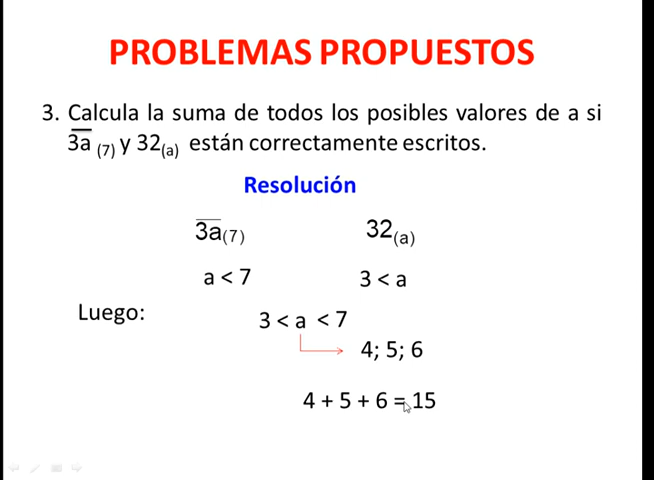 PROBLEMAS PROPUESTOS
3. Calcula la suma de todos los posibles valores de a si
3a (7) y 32(a) están correctamente escritos.
Resolución
3a(7) 32(a)
a < 7 3 < a
Luego: 3 < a < 7
4; 5; 6
4 + 5 + 6 = 15